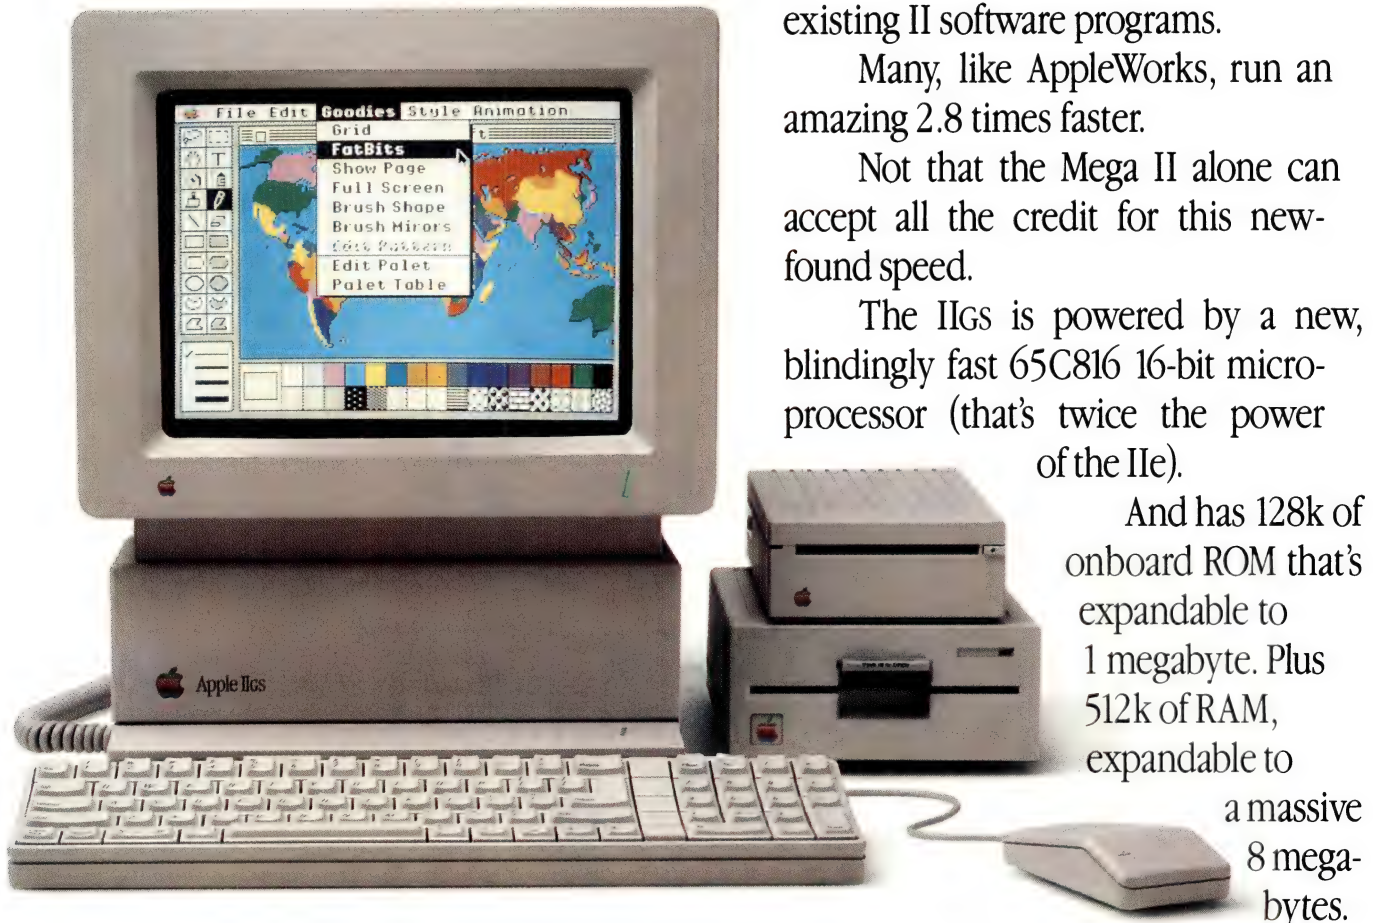 File Edit Goodies Style Animation
Grid
FatBits
Show Page
Full Screen
Brush Shape
Brush Mirors
Edit Pattern
Edit Palet
Palet Table
T
Apple IIGS
existing II software programs.
Many, like AppleWorks, run an
amazing 2.8 times faster.
Not that the Mega II alone can
accept all the credit for this new-
found speed.
The IIGS is powered by a new,
blindingly fast 65C816 16-bit micro-
processor (that's twice the power
of the IIe).
And has 128k of
onboard ROM that's
expandable to
1 megabyte. Plus
512k of RAM,
expandable to
a massive
8 mega-
bytes.